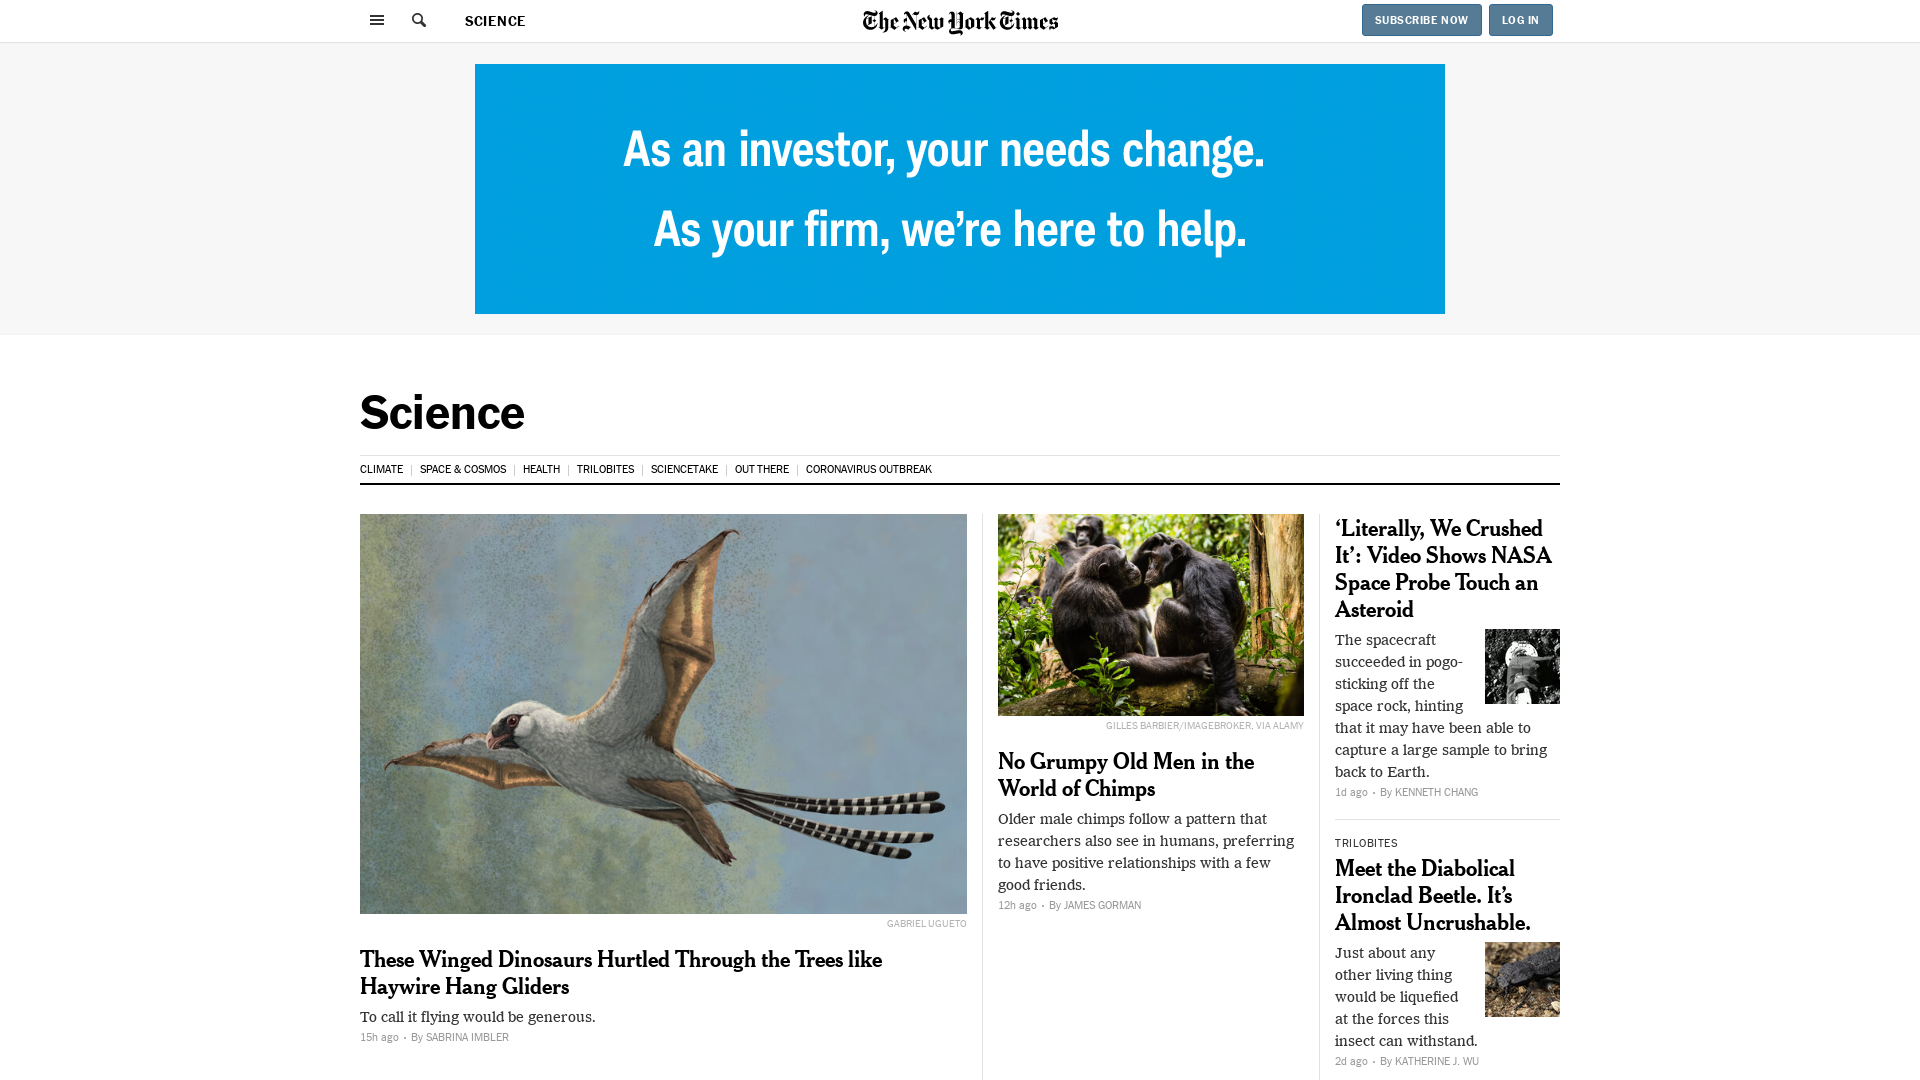 SCIENCE
The New York Times
SUBSCRIBE NOW
LOG IN
As an investor, your needs change.
As your firm, we're here to help.
Science
CLIMATE
SPACE & COSMOS
HEALTH
TRILOBITES
SCIENCETAKE
OUT THERE
CORONAVIRUS OUTBREAK
GABRIEL UGUETO
These Winged Dinosaurs Hurtled Through the Trees like
Haywire Hang Gliders
To call it flying would be generous.
15h ago • By SABRINA IMBLER
GILLES BARBIER/IMAGEBROKER, VIA ALAMY
No Grumpy Old Men in the
World of Chimps
Older male chimps follow a pattern that
researchers also see in humans, preferring
to have positive relationships with a few
good friends.
12h ago • By JAMES GORMAN
‘Literally, We Crushed
It’: Video Shows NASA
Space Probe Touch an
Asteroid
The spacecraft
succeeded in pogo-
sticking off the
space rock, hinting
that it may have been able to
capture a large sample to bring
back to Earth.
1d ago • By KENNETH CHANG
TRILOBITES
Meet the Diabolical
Ironclad Beetle. It’s
Almost Uncrushable.
Just about any
other living thing
would be liquefied
at the forces this
insect can withstand.
2d ago • By KATHERINE J. WU